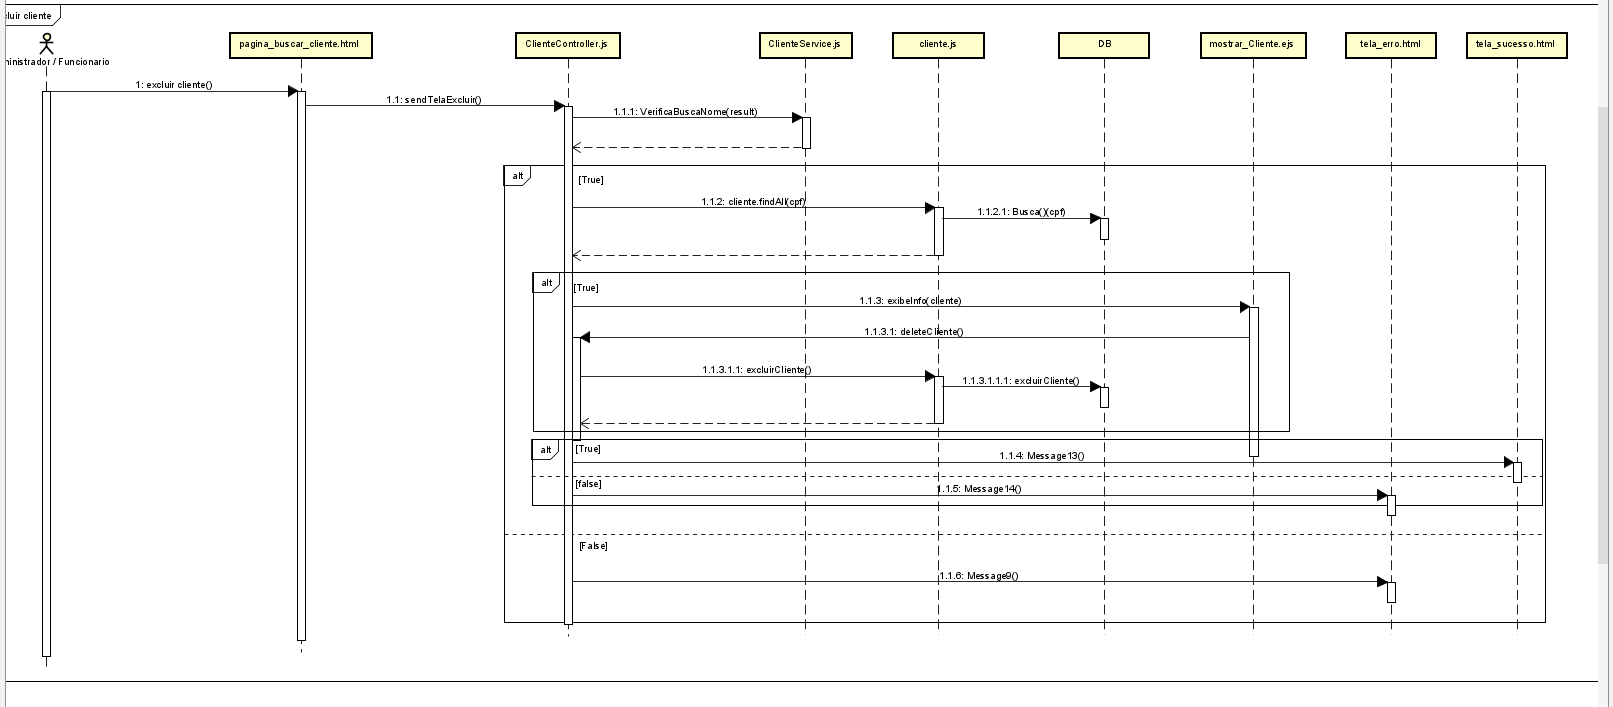 luir cliente
pagina_buscar_cliente.html
ClienteController.js
ClienteService.js
cliente.js
DB
mostrar_Cliente.ejs
tela_erro.html
tela_sucesso.html
ninistrador / Funcionario
1: excluir cliente()
1.1: sendTelaExcluir()
1.1.1: VerificaBuscaNome(result)
alt
[True]
1.1.2: cliente.findAll(cpf)
1.1.2.1: Busca()(cpf)
alt
[True]
1.1.3: exibeInfo(cliente)
1.1.3.1: deleteCliente()
1.1.3.1.1: excluirCliente()
1.1.3.1.1.1: excluirCliente()
alt
[True]
1.1.4: Message13()
[false]
1.1.5: Message14()
[False]
1.1.6: Message9()